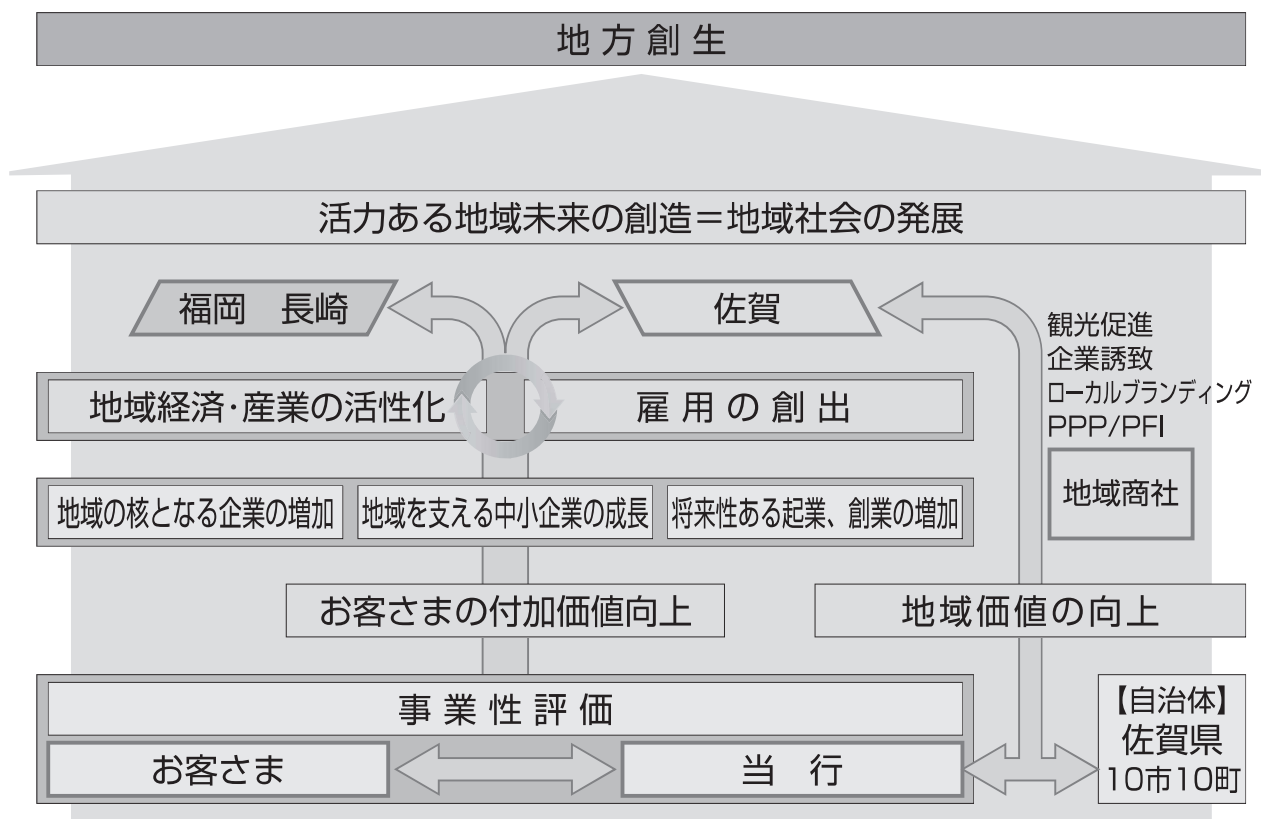 地方創生
活力ある地域未来の創造＝地域社会の発展
福岡　長崎
佐賀
観光促進
企業誘致
ローカルブランディング
PPP/PFI
地域商社
地域経済・産業の活性化
雇用の創出
地域の核となる企業の増加
地域を支える中小企業の成長
将来性ある起業、創業の増加
お客さまの付加価値向上
地域価値の向上
事業性評価
お客さま
当　行
【自治体】
佐賀県
10市10町